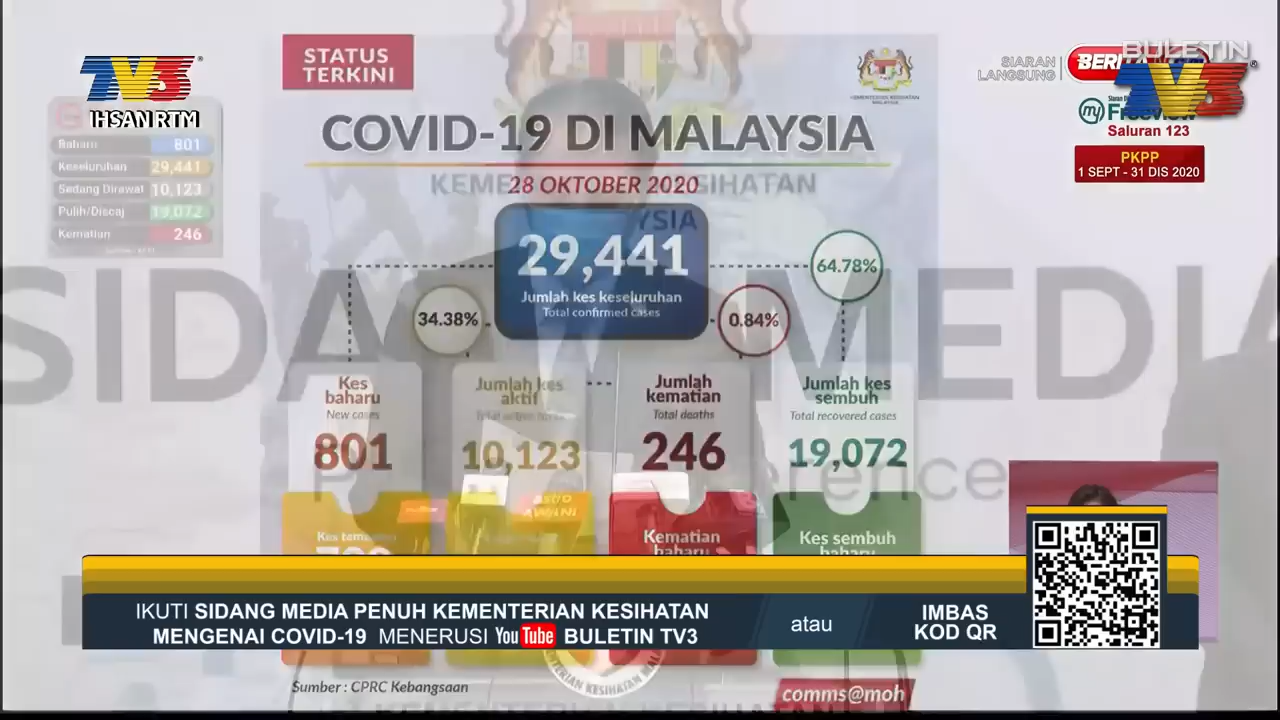 STATUS
TERKINI
TV3
IHSAN RTM
SIARAN
LANGSUNG
BULETIN
TV3
Saluran 123
PKPP
1 SEPT - 31 DIS 2020
Baharu 801
Keseluruhan 29,441
Sedang Dirawat 10,123
Pulih/Discaj 19,072
Kematian 246
COVID-19 DI MALAYSIA
28 OKTOBER 2020
29,441
Jumlah kes keseluruhan
Total confirmed cases
34.38%
0.84%
64.78%
SIDANG MEDIA
Kes
baharu
New cases
801
Jumlah kes
aktif
10,123
Jumlah
kematian
Total deaths
246
Jumlah kes
sembuh
Total recovered cases
19,072
Astro
AWANI
Kematian
baharu
Kes sembuh
baharu
IKUTI SIDANG MEDIA PENUH KEMENTERIAN KESIHATAN
MENGENAI COVID-19 MENERUSI YouTube BULETIN TV3
atau
IMBAS
KOD QR
Sumber : CPRC Kebangsaan
comms@moh